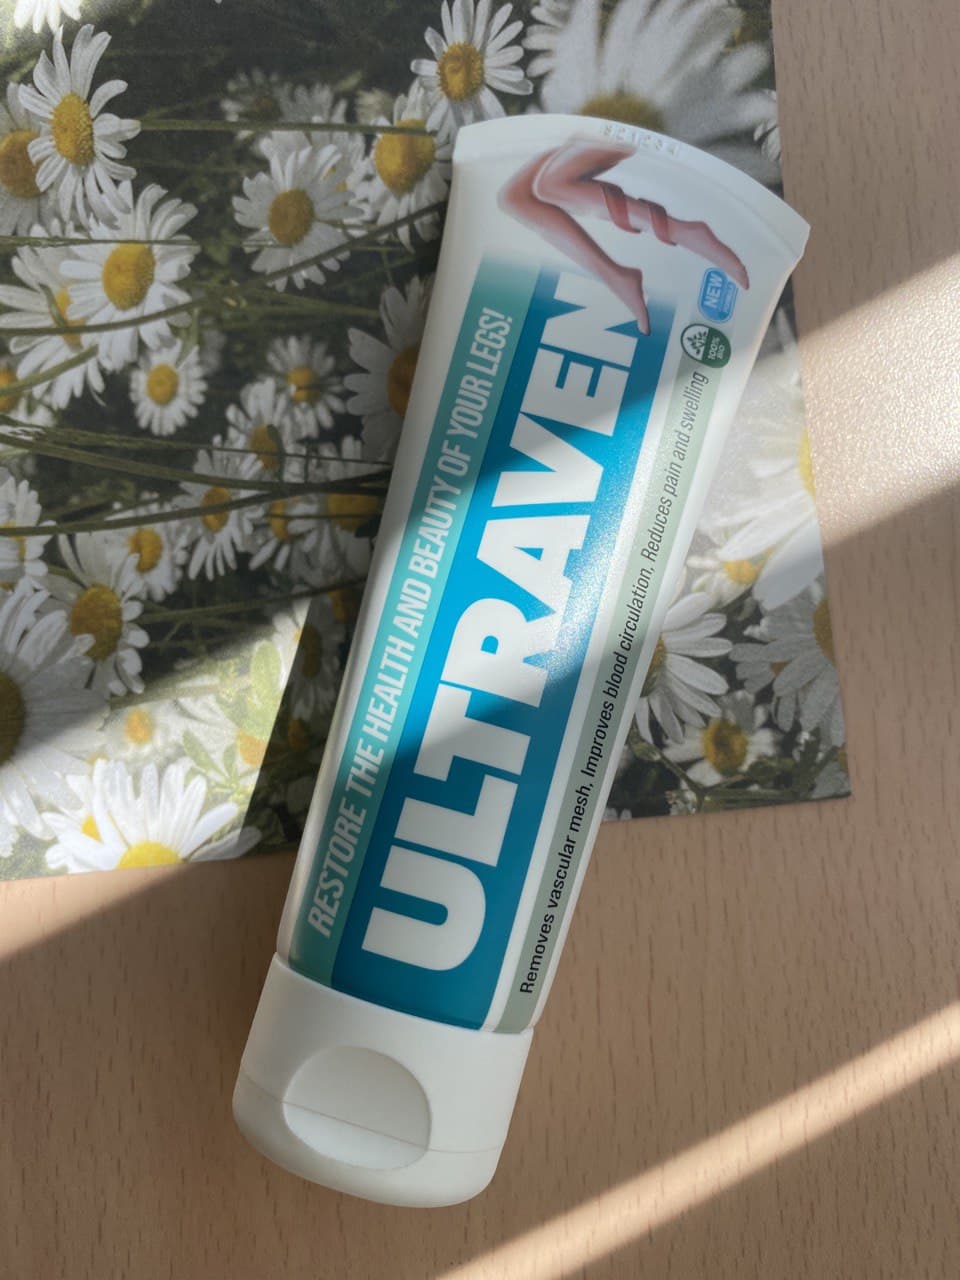 RESTORE THE HEALTH AND BEAUTY OF YOUR LEGS!
ULTRAVEN
NEW
100%
BIO
Removes vascular mesh, Improves blood circulation, Reduces pain and swelling